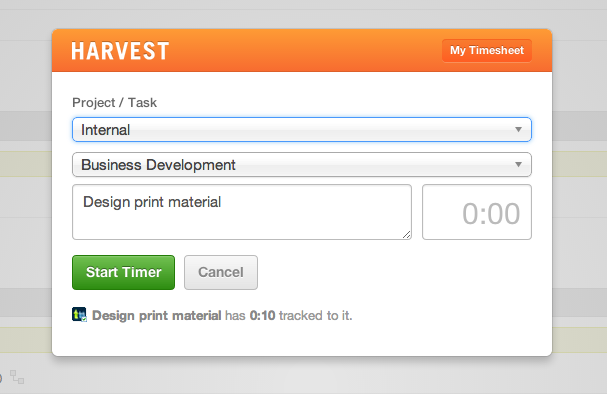 HARVEST
My Timesheet
Project / Task
Internal
Business Development
Design print material
0:00
Start Timer
Cancel
Design print material has 0:10 tracked to it.